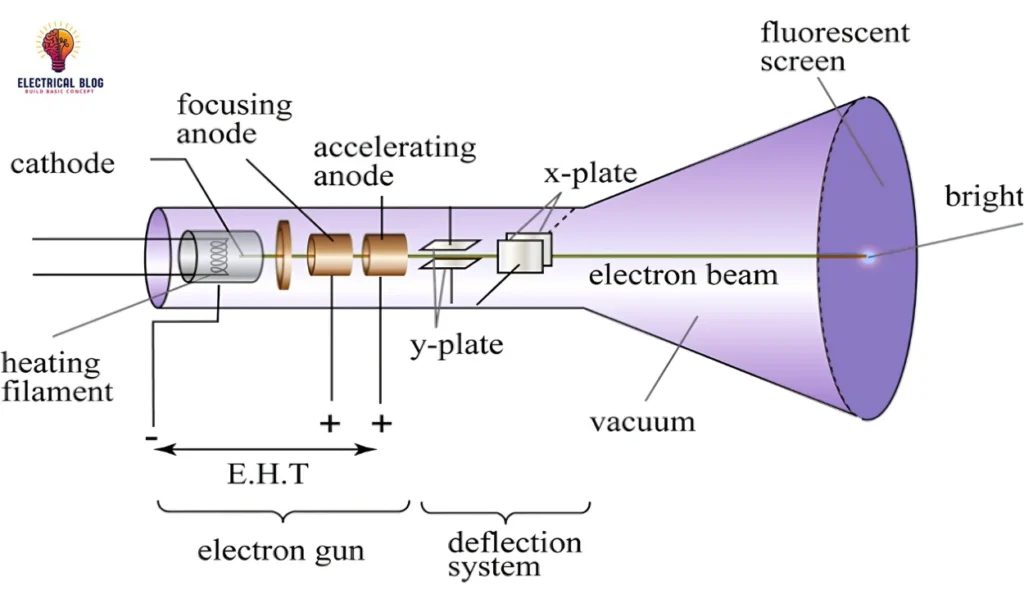 ELECTRICAL BLOG
BUILD BASIC CONCEPT
fluorescent
screen
focusing
anode
accelerating
anode
cathode
x-plate
bright
electron beam
y-plate
heating
filament
vacuum
- + +
E.H.T
electron gun
deflection
system